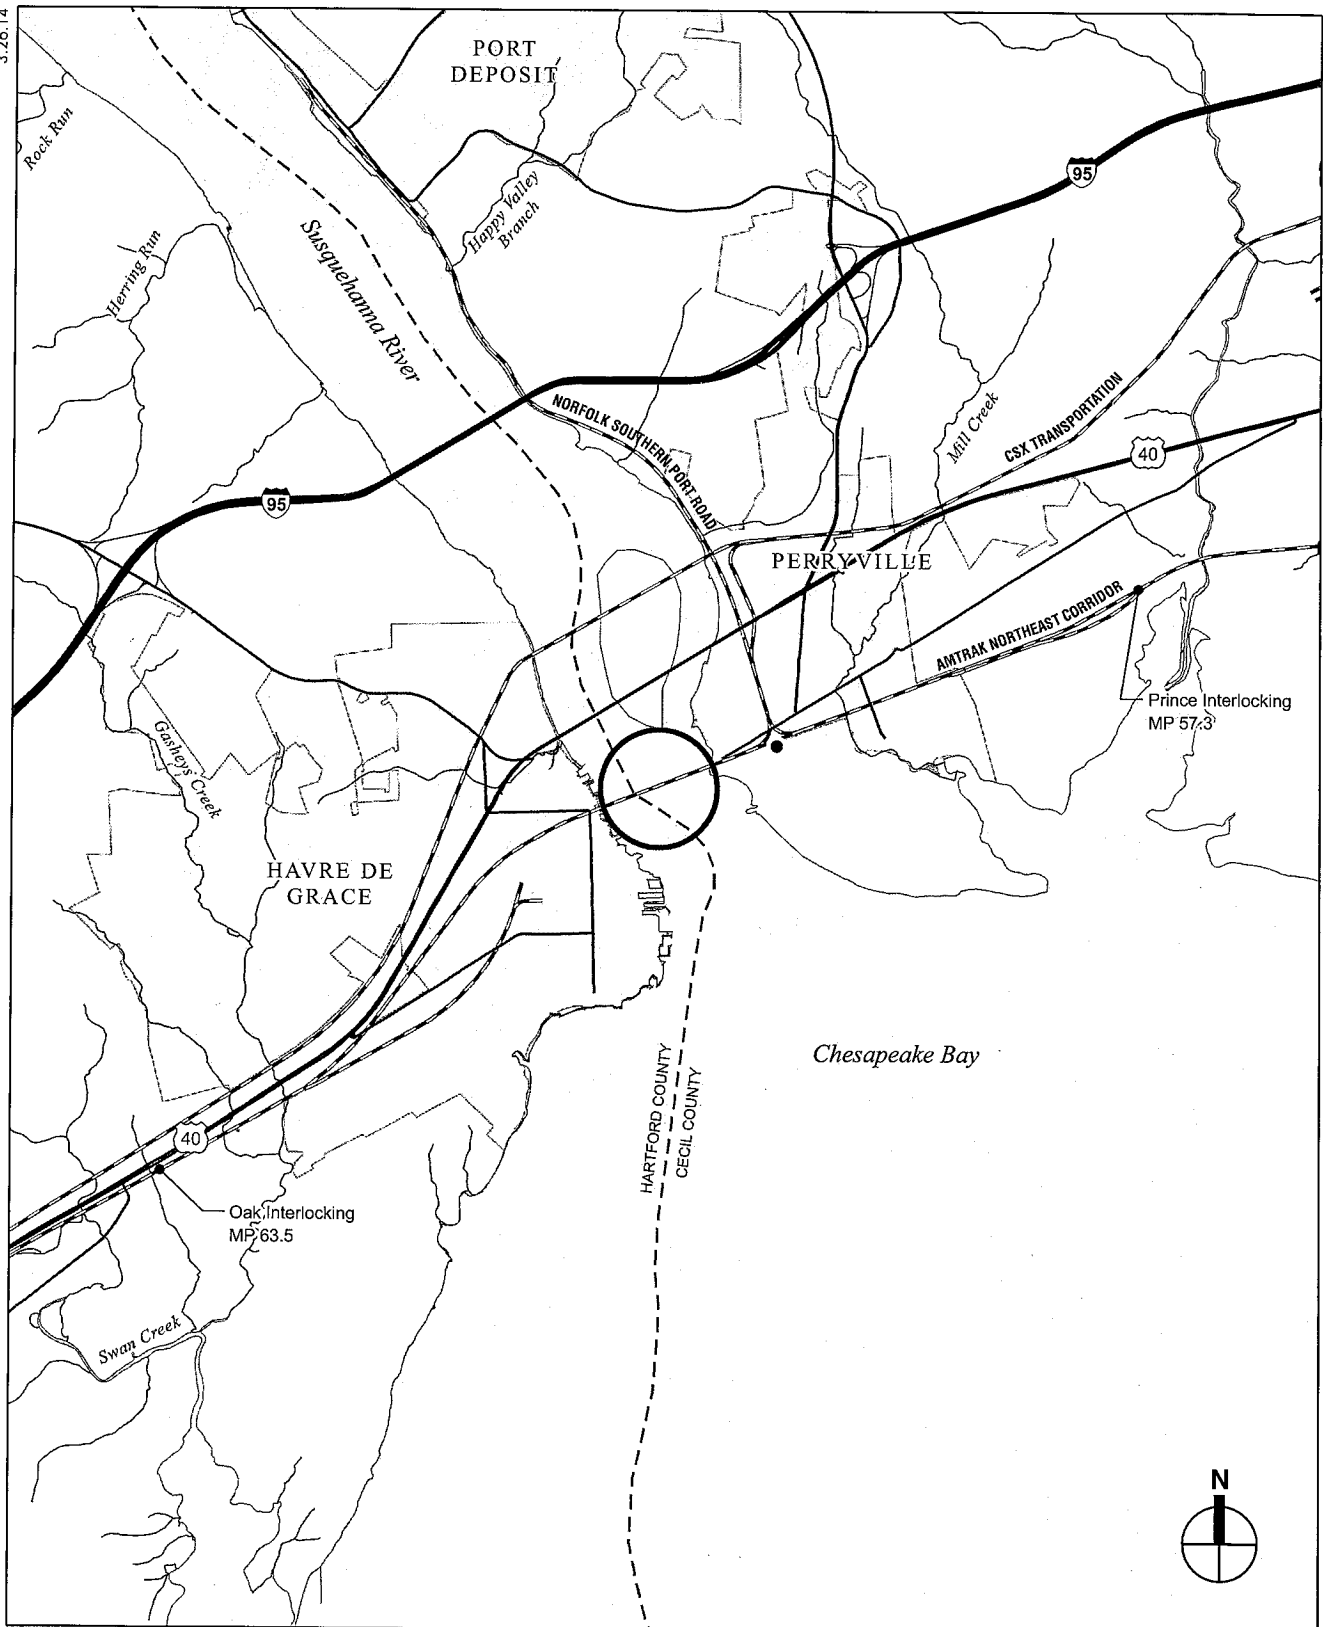 3.26.14
PORT
DEPOSIT
Rock Run
95
Happy Valley
Branch
Susquehanna River
Herring Run
NORFOLK SOUTHERN PORT ROAD
CSX TRANSPORTATION
Mill Creek
40
95
PERRYVILLE
AMTRAK NORTHEAST CORRIDOR
Prince Interlocking
MP 57.3
Gasheys Creek
HAVRE DE
GRACE
Chesapeake Bay
HARTFORD COUNTY
CECIL COUNTY
40
Oak Interlocking
MP 63.5
Swan Creek
N